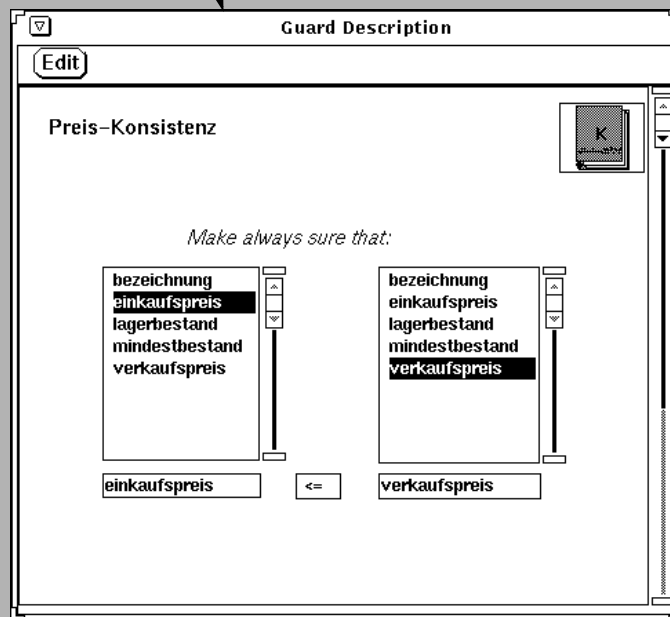 Guard Description
Edit
Preis-Konsistenz
K
Make always sure that:
bezeichnung
einkaufspreis
lagerbestand
mindestbestand
verkaufspreis
bezeichnung
einkaufspreis
lagerbestand
mindestbestand
verkaufspreis
einkaufspreis <= verkaufspreis